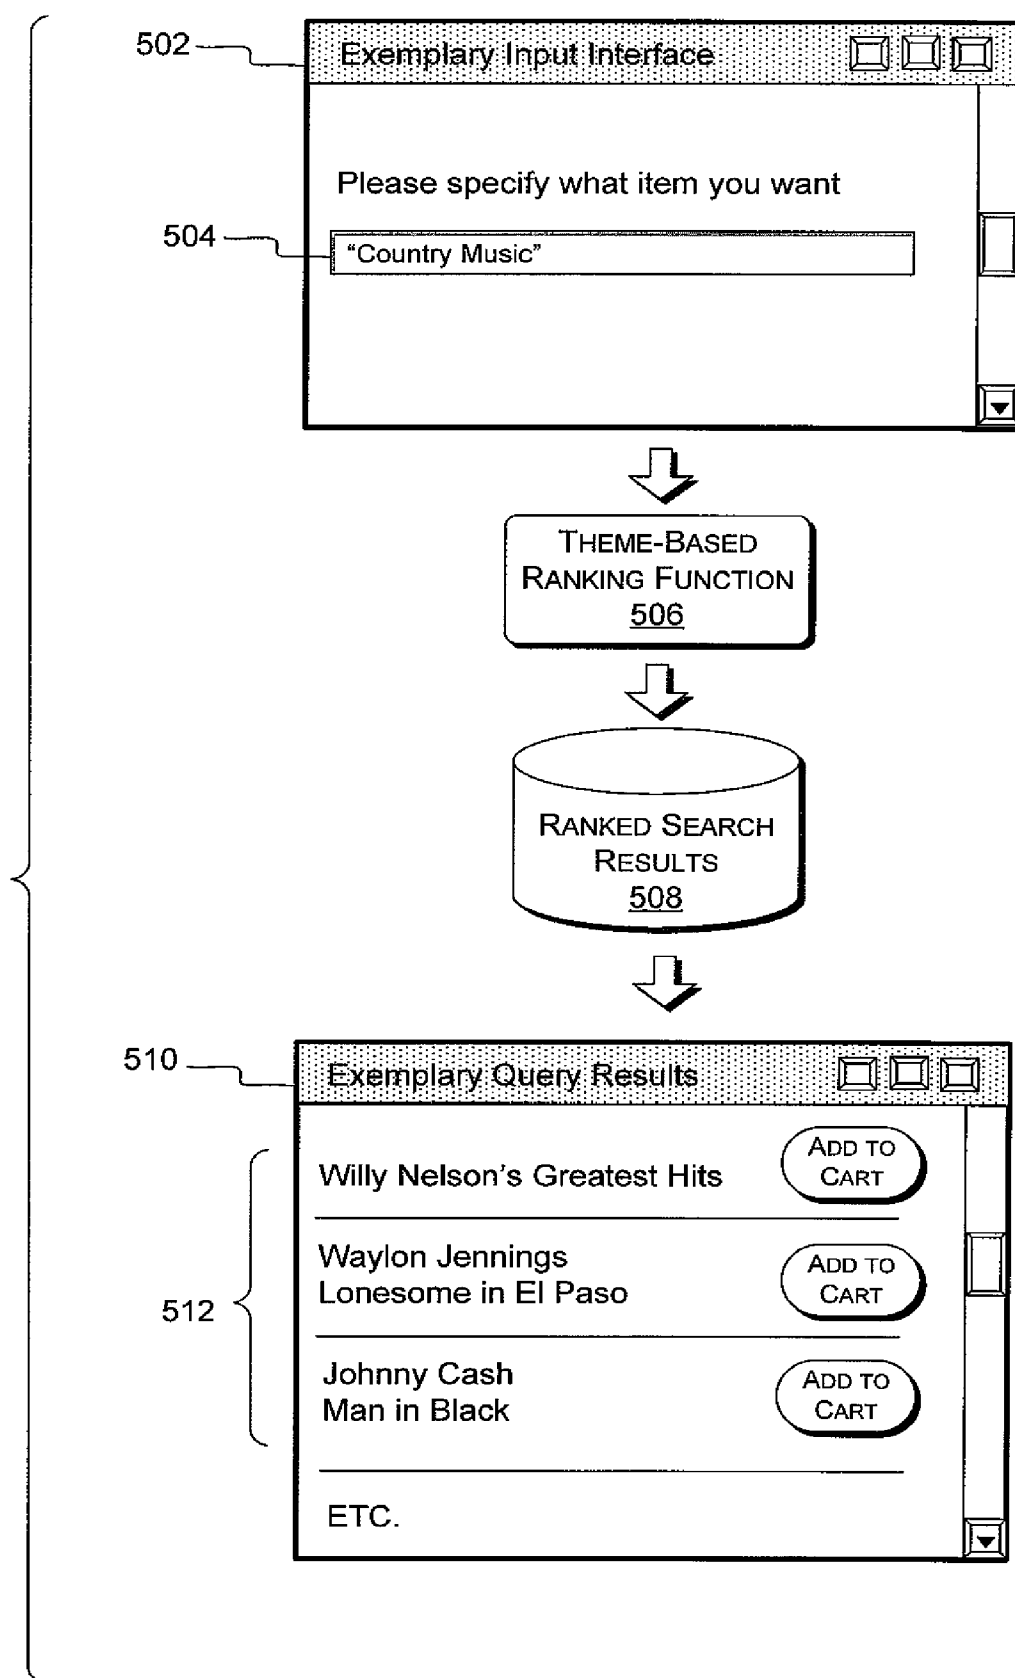 502
Exemplary Input Interface
Please specify what item you want
504
“Country Music”
THEME-BASED
RANKING FUNCTION
506
RANKED SEARCH
RESULTS
508
510
Exemplary Query Results
Willy Nelson’s Greatest Hits
ADD TO
CART
Waylon Jennings
Lonesome in El Paso
ADD TO
CART
512
Johnny Cash
Man in Black
ADD TO
CART
ETC.